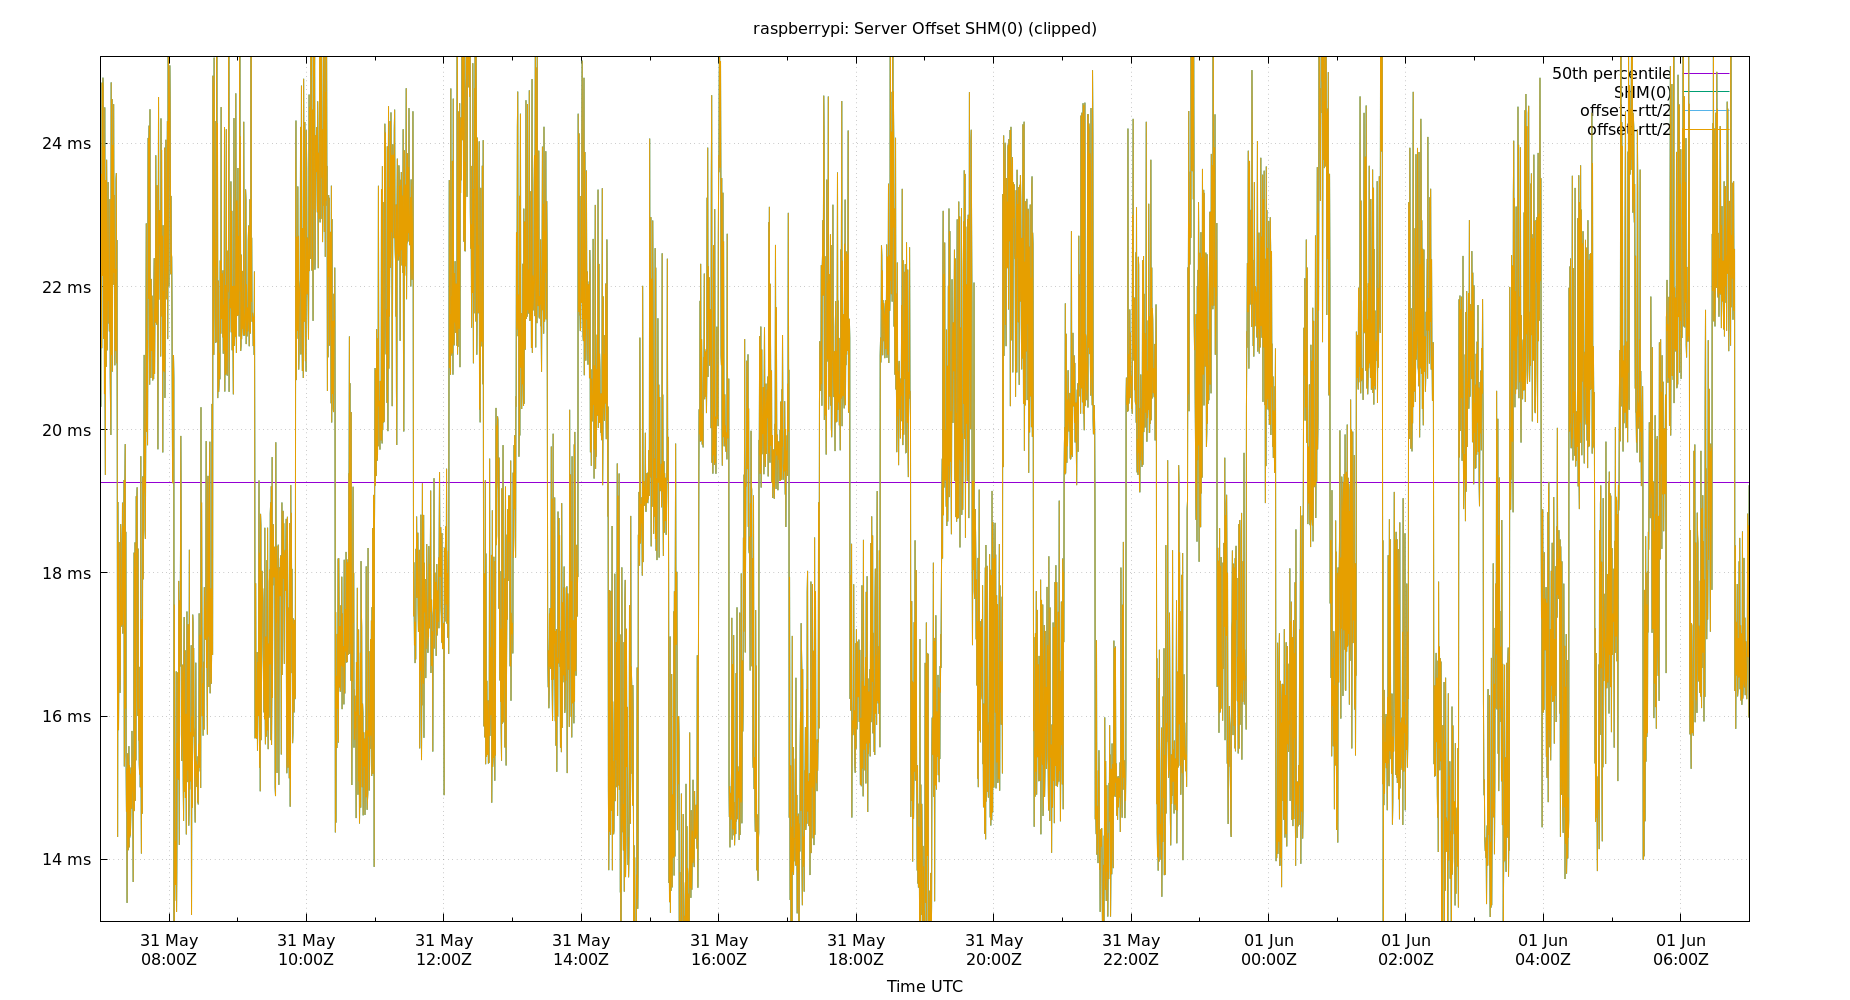 raspberrypi: Server Offset SHM(0) (clipped)
50th percentile
SHM(0)
offset+rtt/2
offset-rtt/2
24 ms
22 ms
20 ms
18 ms
16 ms
14 ms
31 May 31 May 31 May 31 May 31 May 31 May 31 May 31 May 01 Jun 01 Jun 01 Jun 01 Jun
08:00Z 10:00Z 12:00Z 14:00Z 16:00Z 18:00Z 20:00Z 22:00Z 00:00Z 02:00Z 04:00Z 06:00Z
Time UTC